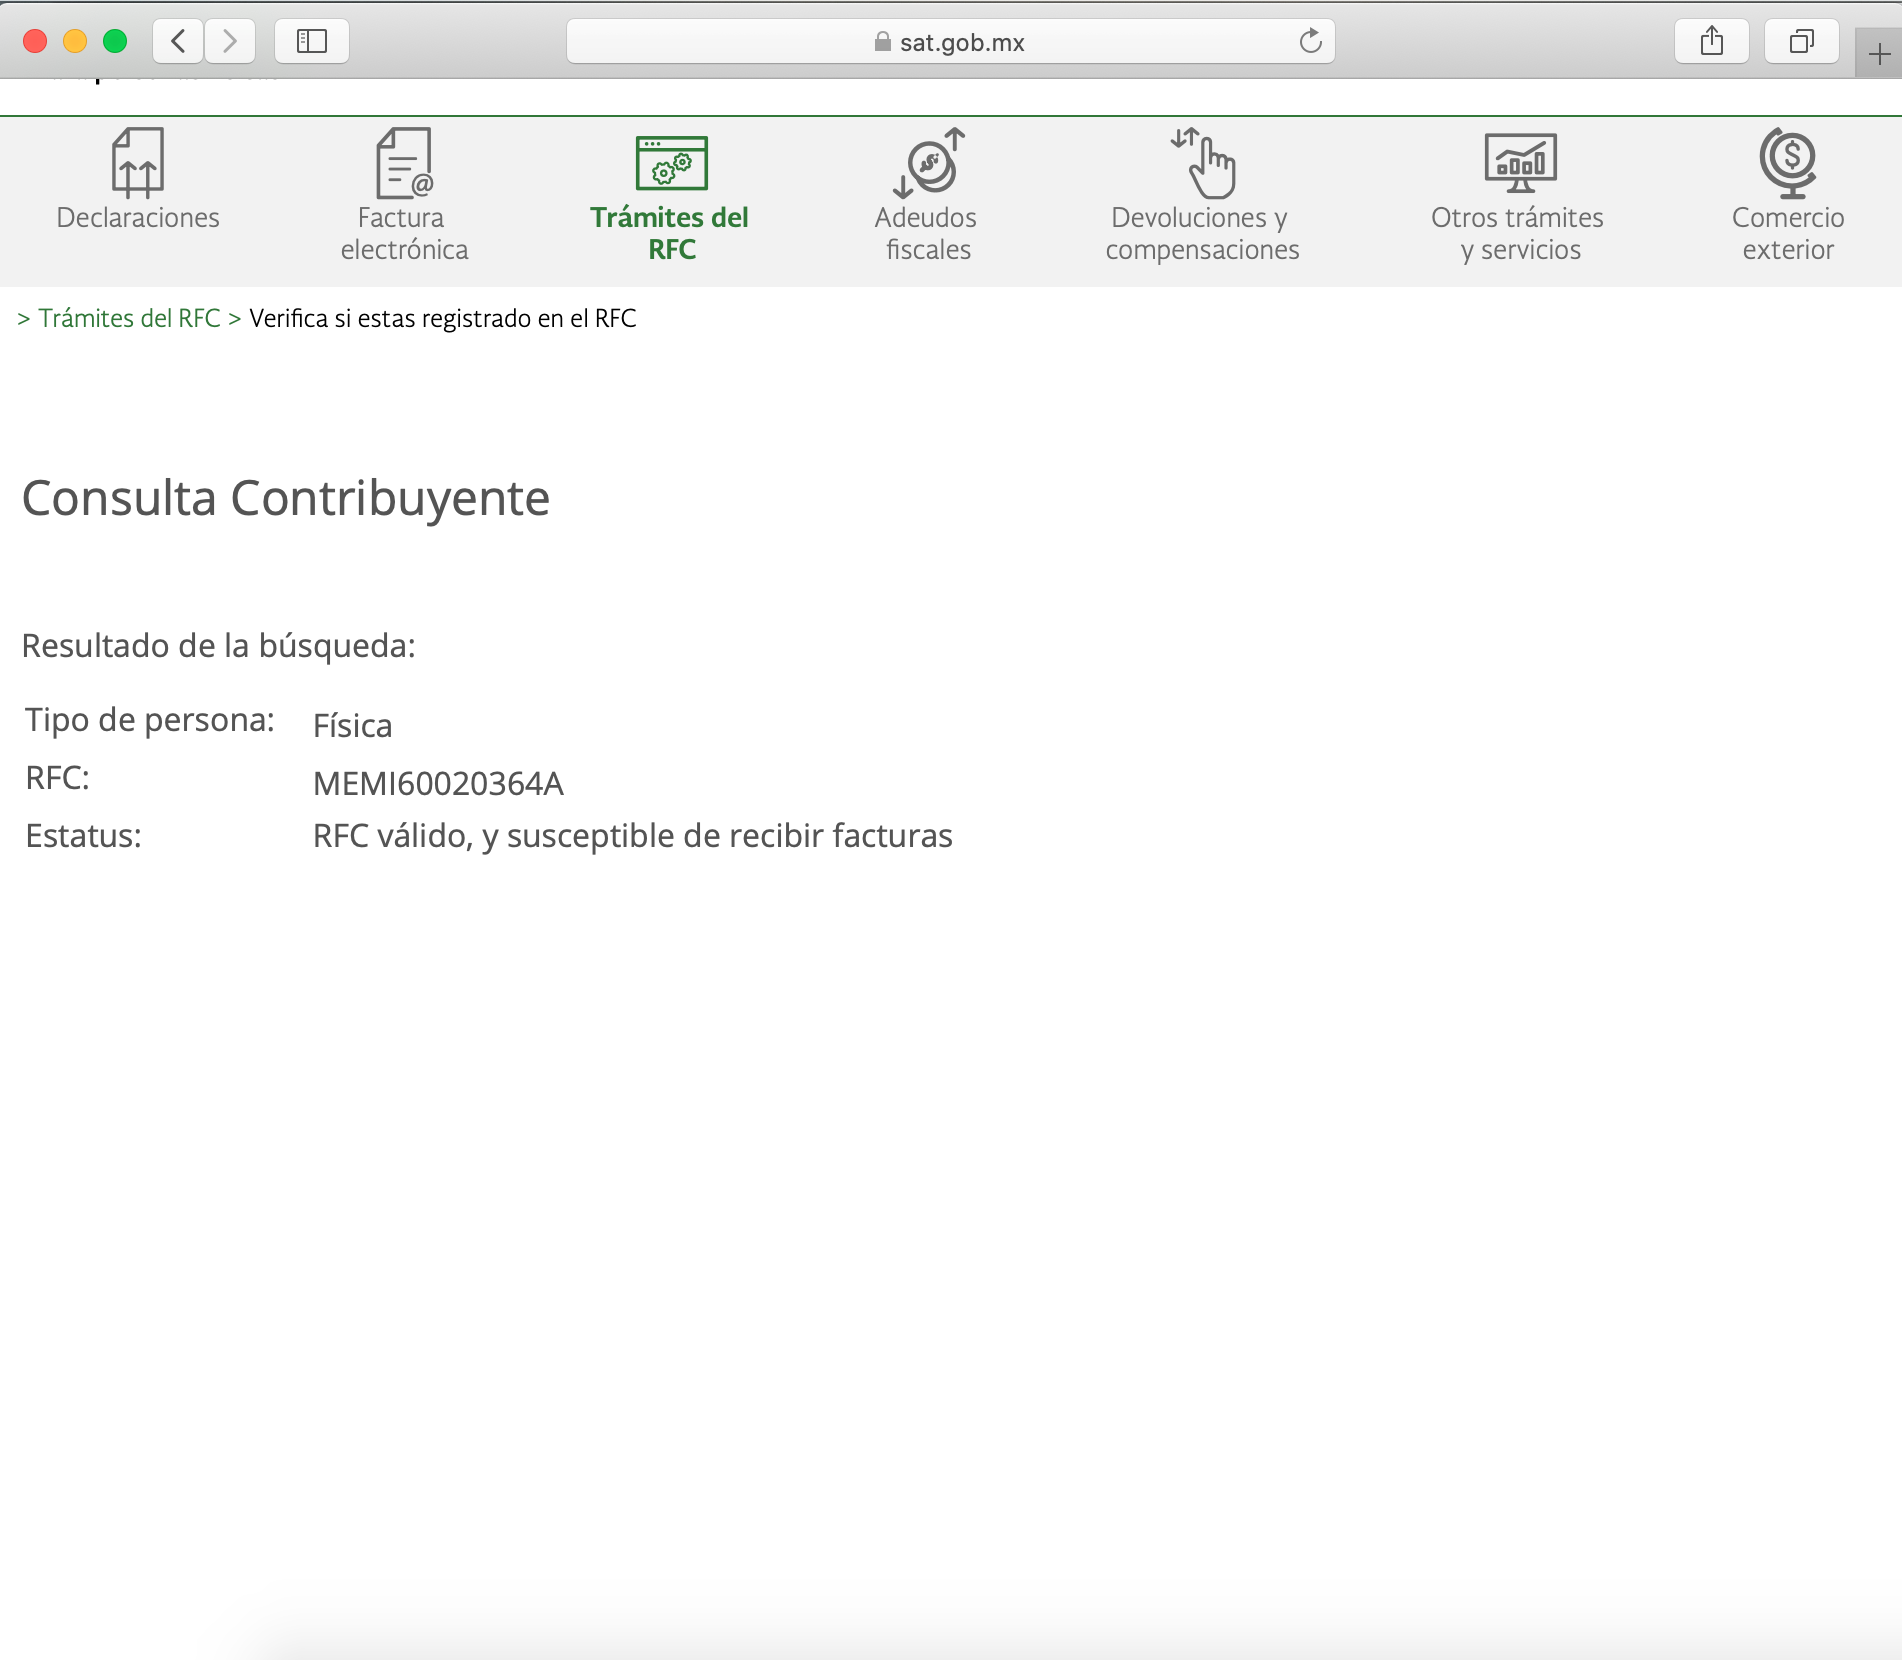 sat.gob.mx
Declaraciones
Factura
electrónica
Trámites del
RFC
Adeudos
fiscales
Devoluciones y
compensaciones
Otros trámites
y servicios
Comercio
exterior
> Trámites del RFC > Verifica si estas registrado en el RFC
Consulta Contribuyente
Resultado de la búsqueda:
Tipo de persona: Física
RFC: MEMI60020364A
Estatus: RFC válido, y susceptible de recibir facturas